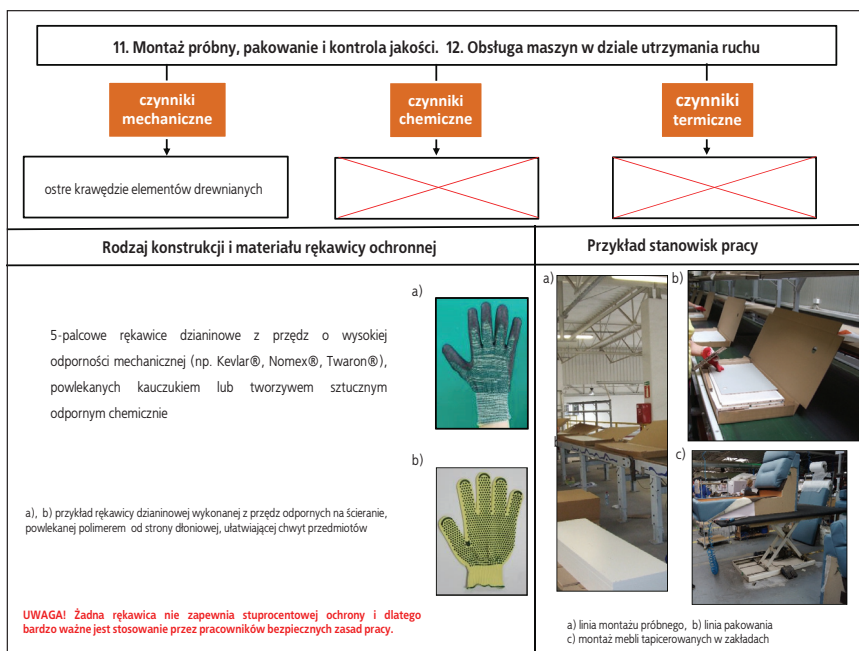 11. Montaż próbny, pakowanie i kontrola jakości. 12. Obsługa maszyn w dziale utrzymania ruchu
czynniki
mechaniczne
czynniki
chemiczne
czynniki
termiczne
ostre krawędzie elementów drewnianych
Rodzaj konstrukcji i materiału rękawicy ochronnej
Przykład stanowisk pracy
a)
5-palcowe rękawice dzianinowe z przędz o wysokiej
odporności mechanicznej (np. Kevlar®, Nomex®, Twaron®),
powlekanych kauczukiem lub tworzywem sztucznym
odpornym chemicznie
b)
a), b) przykład rękawicy dzianinowej wykonanej z przędz odpornych na ścieranie,
powlekanej polimerem od strony dłoniowej, ułatwiającej chwyt przedmiotów
UWAGA! Żadna rękawica nie zapewnia stuprocentowej ochrony i dlatego
bardzo ważne jest stosowanie przez pracowników bezpiecznych zasad pracy.
a)
b)
c)
a) linia montażu próbnego, b) linia pakowania
c) montaż mebli tapicerowanych w zakładach